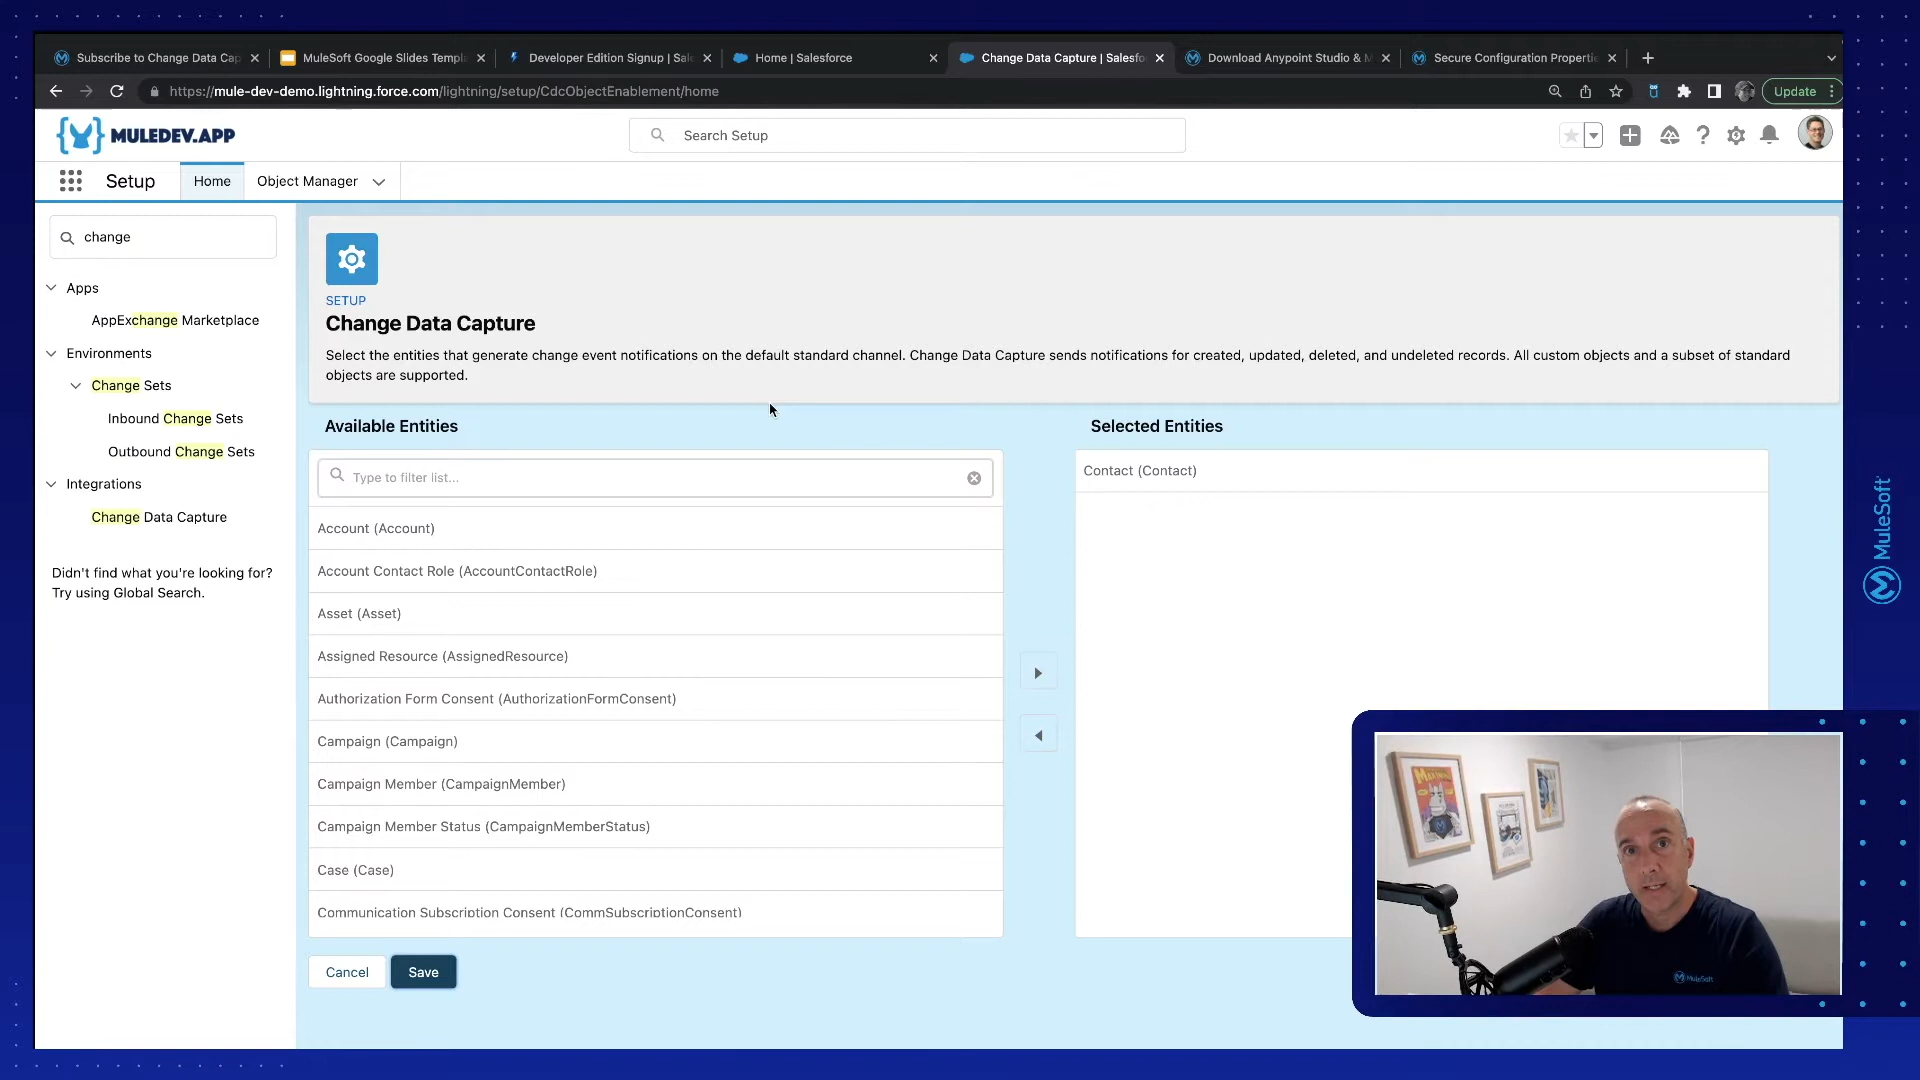 Subscribe to Change Data Cap
MuleSoft Google Slides Templ
Developer Edition Signup | Sale
Home | Salesforce
Change Data Capture | Salesfo
Download Anypoint Studio & M
Secure Configuration Propertie
https://mule-dev-demo.lightning.force.com/lightning/setup/CdcObjectEnablement/home
Update
MULEDEV.APP
Search Setup
Setup
Home
Object Manager
change
Apps
AppExchange Marketplace
Environments
Change Sets
Inbound Change Sets
Outbound Change Sets
Integrations
Change Data Capture
Didn't find what you're looking for?
Try using Global Search.
SETUP
Change Data Capture
Select the entities that generate change event notifications on the default standard channel. Change Data Capture sends notifications for created, updated, deleted, and undeleted records. All custom objects and a subset of standard
objects are supported.
Available Entities
Type to filter list...
Account (Account)
Account Contact Role (AccountContactRole)
Asset (Asset)
Assigned Resource (AssignedResource)
Authorization Form Consent (AuthorizationFormConsent)
Campaign (Campaign)
Campaign Member (CampaignMember)
Campaign Member Status (CampaignMemberStatus)
Case (Case)
Communication Subscription Consent (CommSubscriptionConsent)
Selected Entities
Contact (Contact)
Cancel
Save
MuleSoft
MuleSoft